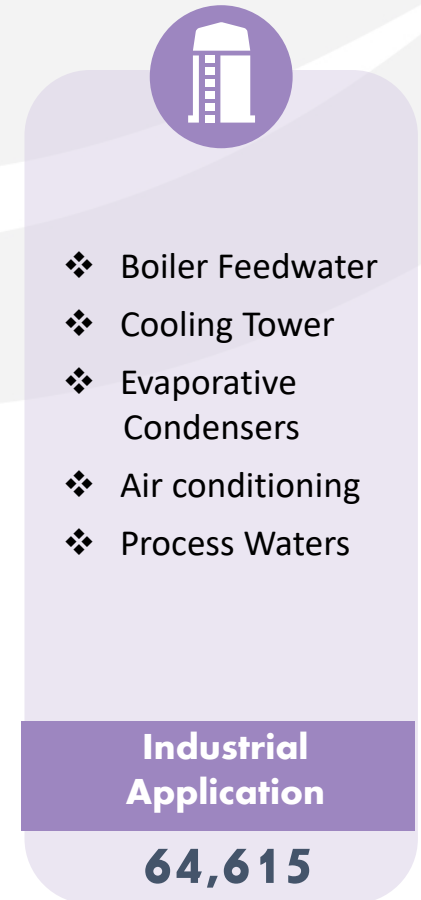 ❖ Boiler Feedwater
❖ Cooling Tower
❖ Evaporative
Condensers
❖ Air conditioning
❖ Process Waters
Industrial
Application
64,615